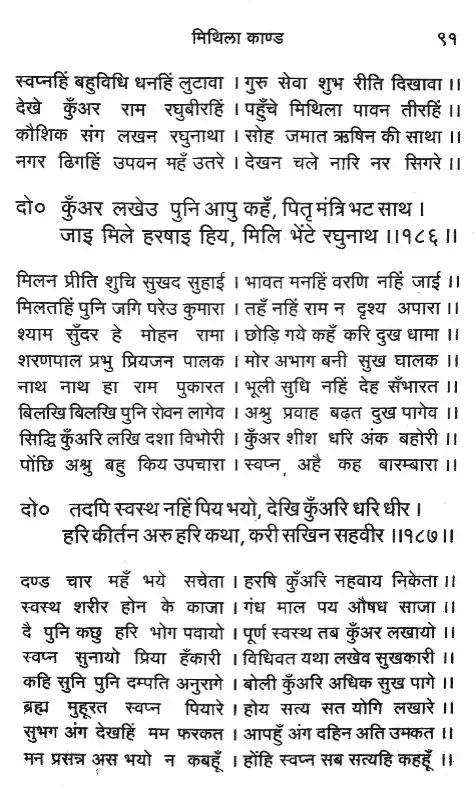 मिथिला काण्ड ९१
स्वप्नहिं बहुविधि धनहिं लुटावा । गुरु सेवा शुभ रीति दिखावा ।।
देखे कुँअर राम रघुबीरहिं । पहुँचे मिथिला पावन तीरहिं ।।
कौशिक संग लखन रघुनाथा । सोह जमात ऋषिन की साथा ।।
नगर ढिगहिं उपवन महँ उतरे । देखन चले नारि नर सिगरे ।।
दो० कुँअर लखेउ पुनि आपु कहँ, पितृ मंत्रि भट साथ ।
जाइ मिले हरषाइ हिय, मिलि भेंटे रघुनाथ ।।१८६।।
मिलन प्रीति शुचि सुखद सुहाई । भावत मनहिं वरणि नहिं जाई ।।
मिलतहिं पुनि जगि परेउ कुमारा । तहँ नहिं राम न दृश्य अपारा ।।
श्याम सुँदर हे मोहन रामा । छोड़ि गये कहँ करि दुख धामा ।।
शरणपाल प्रभु प्रियजन पालक । मोर अभाग बनी सुख घालक ।।
नाथ नाथ हा राम पुकारत । भूली सुधि नहिं देह सँभारत ।।
बिलखि बिलखि पुनि रोवन लागेव । अश्रु प्रवाह बढ़त दुख पागेव ।।
सिद्धि कुँअरि लखि दशा विभोरी । कुँअर शीश धरि अंक बहोरी ।।
पोंछि अश्रु बहु किय उपचारा । स्वप्न, अहै कह बारम्बारा ।।
दो० तदपि स्वस्थ नहिं पिय भयो, देखि कुँअरि धरि धीर ।
हरि कीर्तन अरु हरि कथा, करी सखिन सहवीर ।।१८७।।
दण्ड चार महँ भये सचेता । हरषि कुँअरि नहवाय निकेता ।।
स्वस्थ शरीर होन के काजा । गंध माल पय औषध साजा ।।
दै पुनि कछु हरि भोग पवायो । पूर्ण स्वस्थ तब कुँअर लखायो ।।
स्वप्न सुनायो प्रिया हँकारी । विधिवत यथा लखेव सुखकारी ।।
कहि सुनि पुनि दम्पति अनुरागे । बोली कुँअरि अधिक सुख पागे ।।
ब्रह्म मुहूरत स्वप्न पियारे । होय सत्य सत योगि लखारे ।।
सुभग अंग देखहिं मम फरकत । आपहुँ अंग दहिन अति उमकत ।।
मन प्रसन्न अस भयो न कबहूँ । होंहि स्वप्न सब सत्यहि कहहूँ ।।